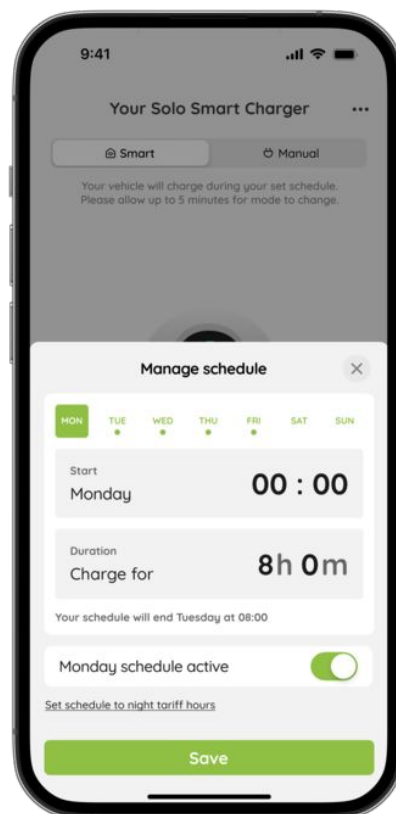 9:41
Your Solo Smart Charger
Smart
Manual
Your vehicle will charge during your set schedule.
Please allow up to 5 minutes for mode to change.
Manage schedule
MON TUE WED THU FRI SAT SUN
Start
Monday
00 : 00
Duration
Charge for
8h 0m
Your schedule will end Tuesday at 08:00
Monday schedule active
Set schedule to night tariff hours
Save